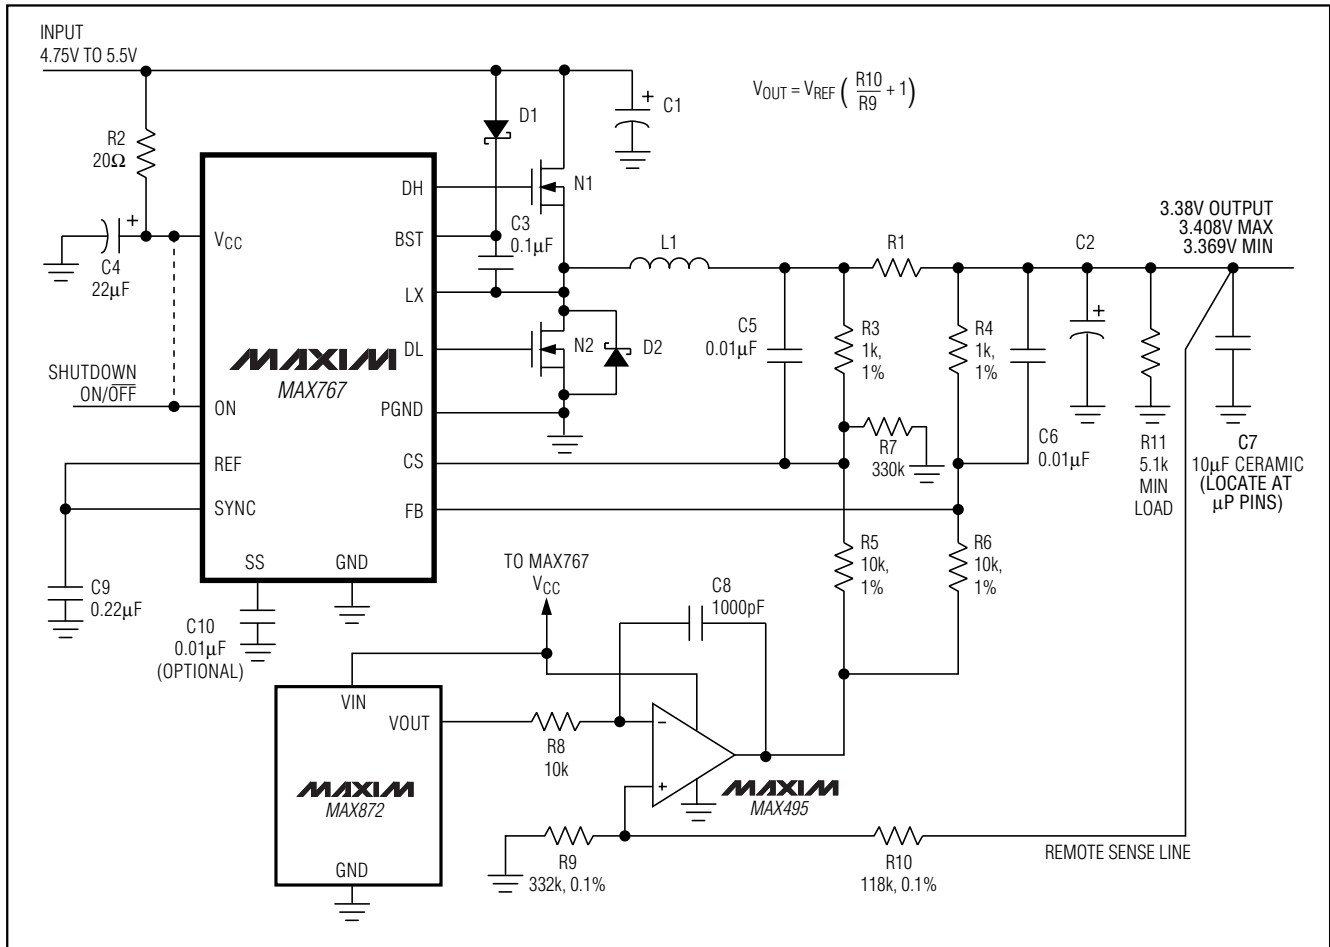 INPUT
4.75V TO 5.5V
V_OUT = V_REF ( R10 / R9 + 1 )
R2
20Ω
D1
+
C1
DH
N1
3.38V OUTPUT
3.408V MAX
3.369V MIN
+
V_CC
BST
C3
0.1μF
L1
R1
C2
C4
22μF
LX
+
C5
0.01μF
R3
1k,
1%
R4
1k,
1%
DL
N2
D2
MAXIM
MAX767
SHUTDOWN
ON/O̅F̅F̅
ON
PGND
R7
330k
C6
0.01μF
R11
5.1k
MIN
LOAD
C7
10μF CERAMIC
(LOCATE AT
μP PINS)
REF
CS
SYNC
FB
SS
GND
TO MAX767
V_CC
R5
10k,
1%
R6
10k,
1%
C9
0.22μF
C10
0.01μF
(OPTIONAL)
C8
1000pF
VIN
VOUT
R8
10k
–
+
MAXIM
MAX872
MAXIM
MAX495
GND
R9
332k, 0.1%
R10
118k, 0.1%
REMOTE SENSE LINE